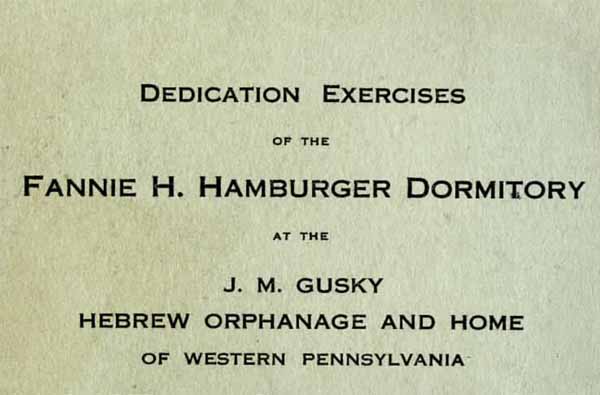 DEDICATION EXERCISES
OF THE
FANNIE H. HAMBURGER DORMITORY
AT THE
J. M. GUSKY
HEBREW ORPHANAGE AND HOME
OF WESTERN PENNSYLVANIA